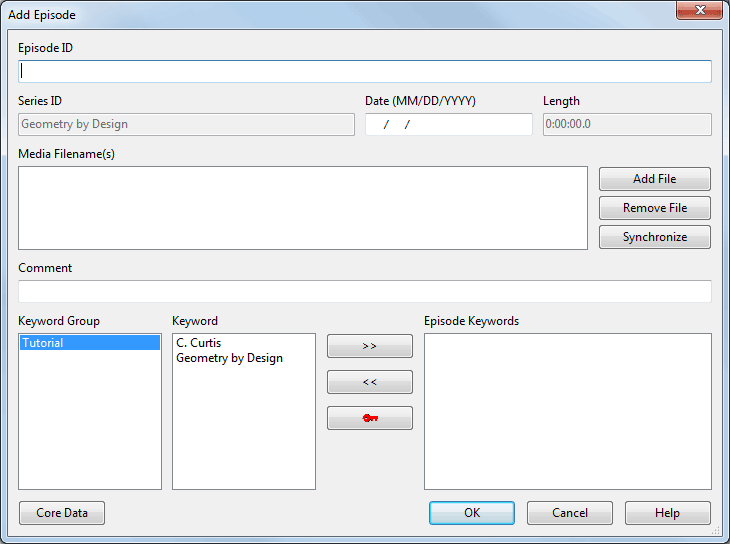 Add Episode
Episode ID
Series ID Date (MM/DD/YYYY) Length
Geometry by Design / / 0:00:00.0
Media Filename(s)
Add File
Remove File
Synchronize
Comment
Keyword Group Keyword Episode Keywords
Tutorial C. Curtis >>
Geometry by Design
<<
Core Data OK Cancel Help